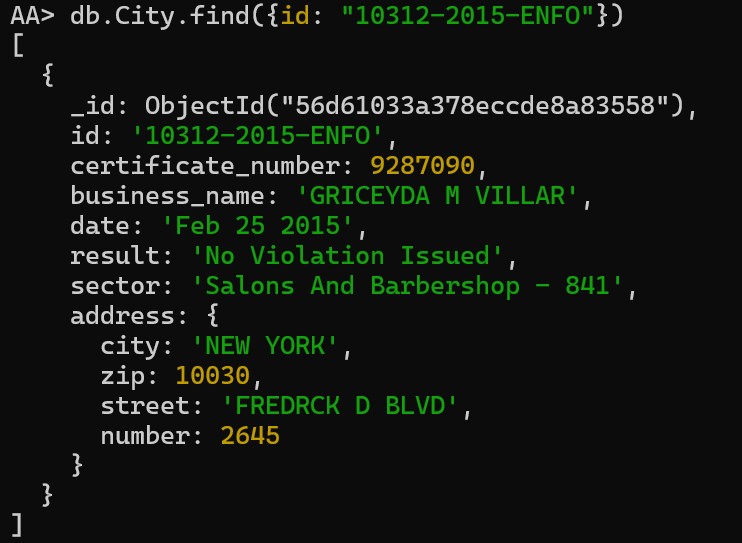 AA> db.City.find({id: "10312-2015-ENFO"})
[
  {
    _id: ObjectId("56d61033a378eccde8a83558"),
    id: '10312-2015-ENFO',
    certificate_number: 9287090,
    business_name: 'GRICEYDA M VILLAR',
    date: 'Feb 25 2015',
    result: 'No Violation Issued',
    sector: 'Salons And Barbershop - 841',
    address: {
      city: 'NEW YORK',
      zip: 10030,
      street: 'FREDRCK D BLVD',
      number: 2645
    }
  }
]